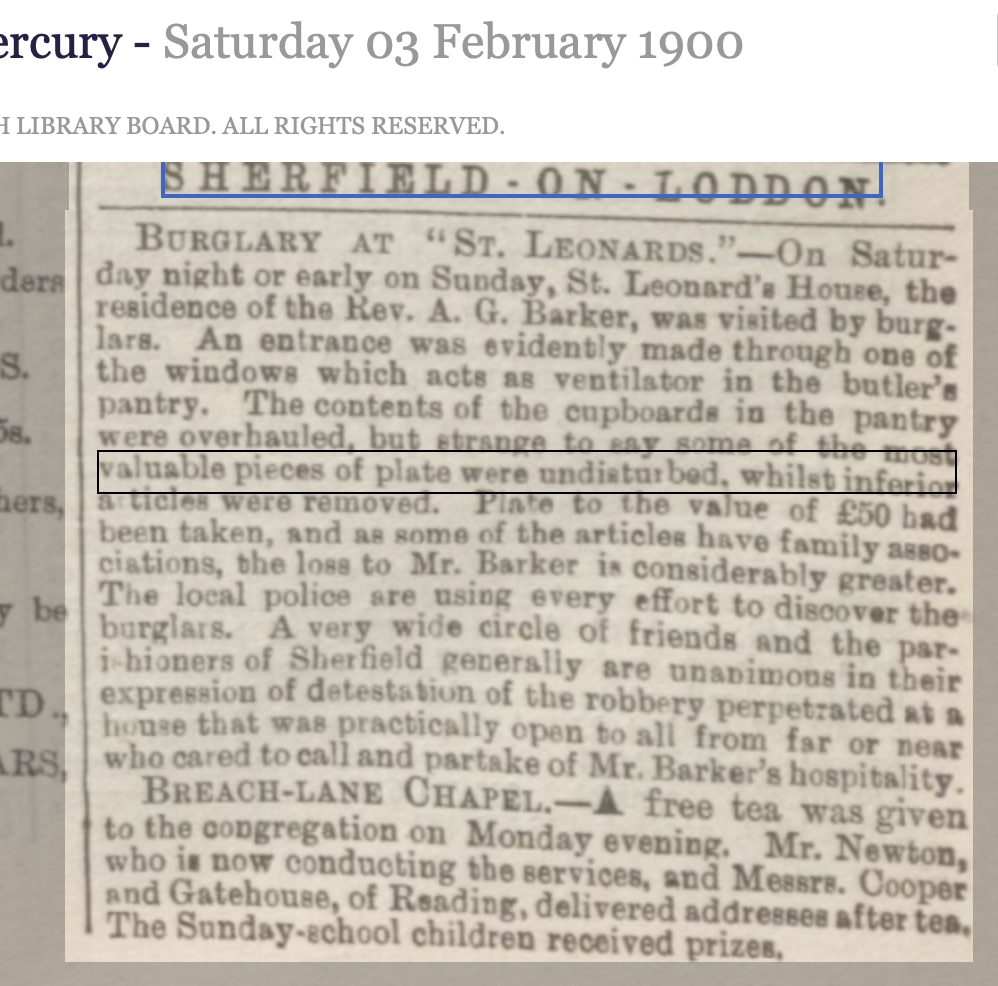 ercury - Saturday 03 February 1900
H LIBRARY BOARD. ALL RIGHTS RESERVED.
SHERFIELD-ON-LODDON.
BURGLARY AT "ST. LEONARDS."—On Satur-
day night or early on Sunday, St. Leonard's House, the
residence of the Rev. A. G. Barker, was visited by burg-
lars. An entrance was evidently made through one of
the windows which acts as ventilator in the butler's
pantry. The contents of the cupboards in the pantry
were overhauled, but strange to say some of the most
valuable pieces of plate were undisturbed, whilst inferior
articles were removed. Plate to the value of £50 had
been taken, and as some of the articles have family asso-
ciations, the loss to Mr. Barker is considerably greater.
The local police are using every effort to discover the
burglars. A very wide circle of friends and the par-
ishioners of Sherfield generally are unanimous in their
expression of detestation of the robbery perpetrated at a
house that was practically open to all from far or near
who cared to call and partake of Mr. Barker's hospitality.
BREACH-LANE CHAPEL.—A free tea was given
to the congregation on Monday evening. Mr. Newton,
who is now conducting the services, and Messrs. Cooper
and Gatehouse, of Reading, delivered addresses after tea.
The Sunday-school children received prizes.
l.
ders
S.
5s.
hers,
y be
TD.,
ARS,